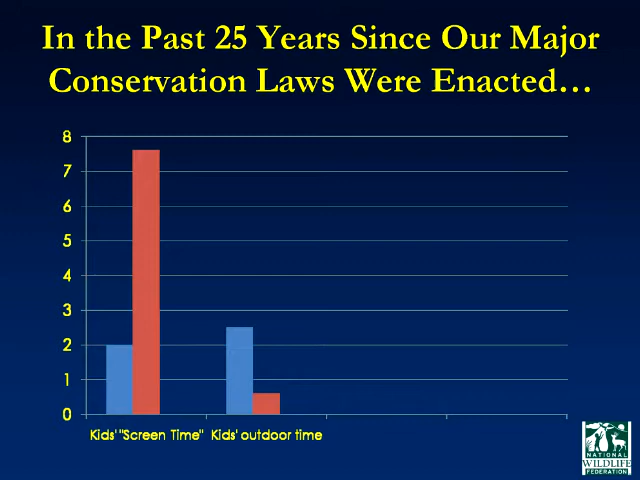 In the Past 25 Years Since Our Major
Conservation Laws Were Enacted…
8
7
6
5
4
3
2
1
0
Kids' "Screen Time" Kids' outdoor time
NATIONAL
WILDLIFE
FEDERATION